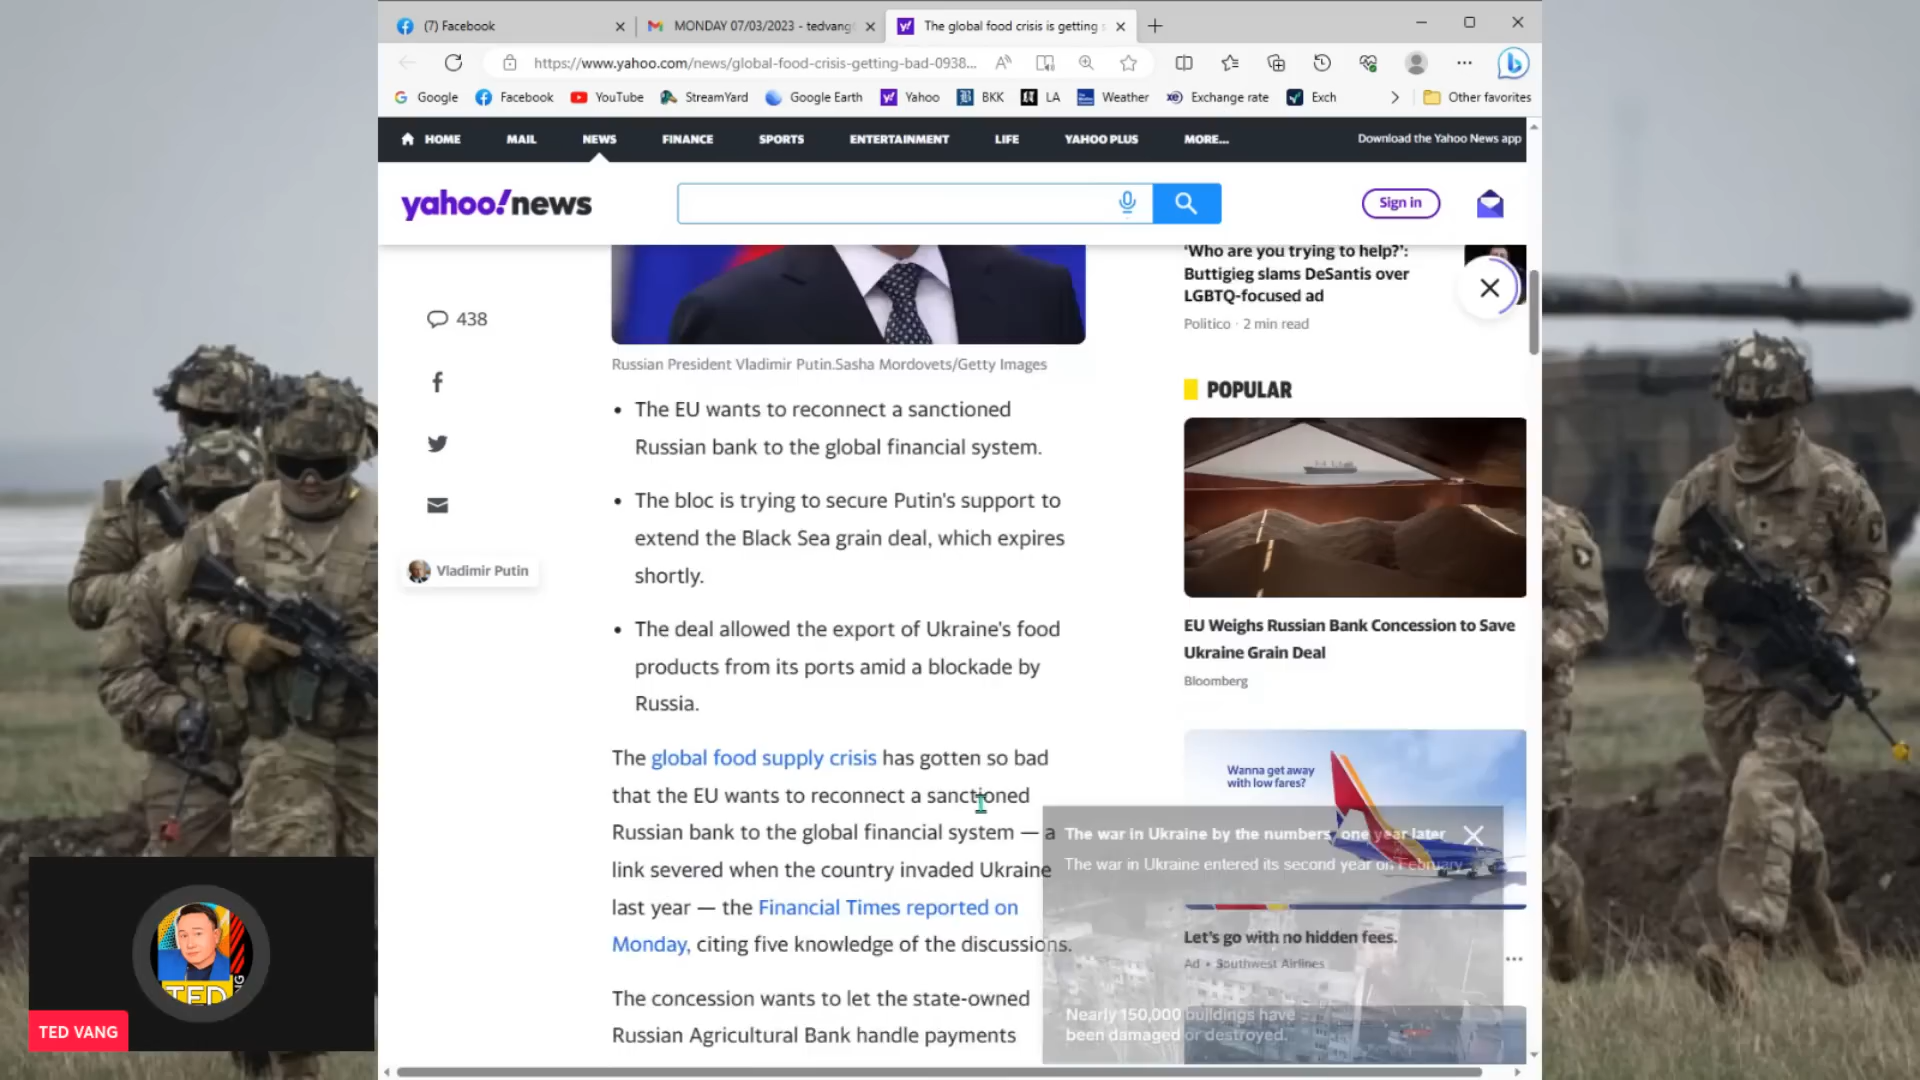 (7) Facebook
MONDAY 07/03/2023 - tedvang
The global food crisis is getting
https://www.yahoo.com/news/global-food-crisis-getting-bad-0938...
Google
Facebook
YouTube
StreamYard
Google Earth
Yahoo
BKK
LA
Weather
Exchange rate
Exch
Other favorites
HOME
MAIL
NEWS
FINANCE
SPORTS
ENTERTAINMENT
LIFE
YAHOO PLUS
MORE...
Download the Yahoo News app
yahoo!news
Sign in
438
Vladimir Putin
Russian President Vladimir Putin.Sasha Mordovets/Getty Images
• The EU wants to reconnect a sanctioned
Russian bank to the global financial system.
• The bloc is trying to secure Putin's support to
extend the Black Sea grain deal, which expires
shortly.
• The deal allowed the export of Ukraine's food
products from its ports amid a blockade by
Russia.
The global food supply crisis has gotten so bad
that the EU wants to reconnect a sanctioned
Russian bank to the global financial system — a
link severed when the country invaded Ukraine
last year — the Financial Times reported on
Monday, citing five knowledge of the discussions.
The concession wants to let the state-owned
Russian Agricultural Bank handle payments
'Who are you trying to help?':
Buttigieg slams DeSantis over
LGBTQ-focused ad
Politico · 2 min read
POPULAR
EU Weighs Russian Bank Concession to Save
Ukraine Grain Deal
Bloomberg
Wanna get away
with low fares?
The war in Ukraine by the numbers, one year later
The war in Ukraine entered its second year on February
Let's go with no hidden fees.
Ad • Southwest Airlines
Nearly 150,000 buildings have
been damaged or destroyed.
TED
TED VANG